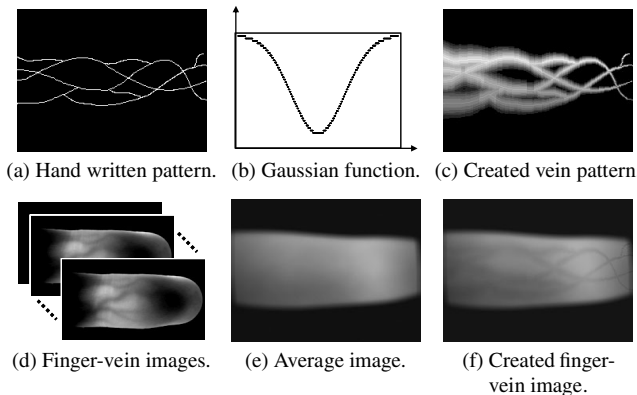 (a) Hand written pattern.
(b) Gaussian function.
(c) Created vein pattern
(d) Finger-vein images.
(e) Average image.
(f) Created finger-
vein image.